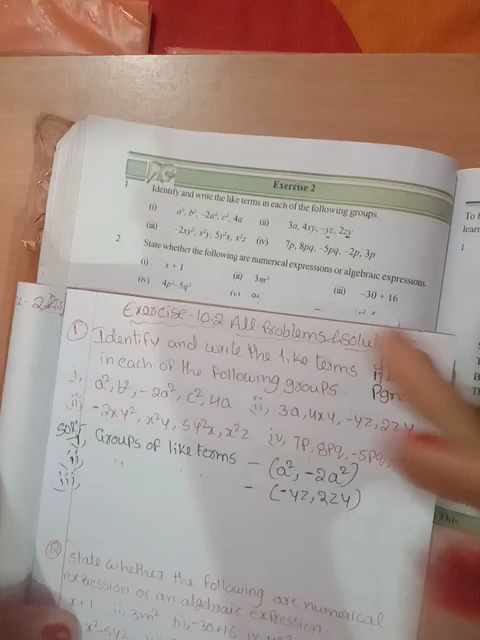 Exercise 2
1 Identify and write the like terms in each of the following groups.
(i) a², b², -2a², c², 4a (ii) 3a, 4xy, -yz, 2zy
(iii) -2xy², x²y, 5y²x, x²z (iv) 7p, 8pq, -5pq, -2p, 3p
2 State whether the following are numerical expressions or algebraic expressions.
(i) x + 1 (ii) 3m² (iii) -30 + 16
(iv) 4p²-5q²
To f
lear
1
This
Exercise-10.2 All Problems &
① Identify and write the like terms
in each of the following groups.
i, a², b², -2a², c², 4a ii, 3a, 4xy, -yz, 2zy
iii, -2xy², x²y, 5y²x, x²z iv, 7p, 8pq, -5pq,
Groups of like terms - (a², -2a²)
- (-yz, 2zy)
State whether the following are numerical
expression or an algebraic expression.
x+1 ii, 3m² iii, -30+16